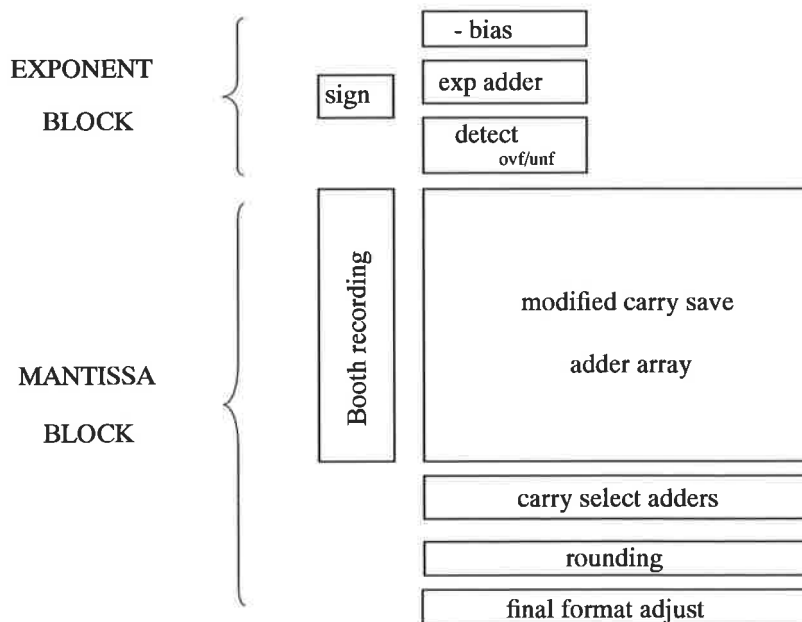 EXPONENT
BLOCK
sign
- bias
exp adder
detect
ovf/unf
MANTISSA
BLOCK
Booth recording
modified carry save
adder array
carry select adders
rounding
final format adjust